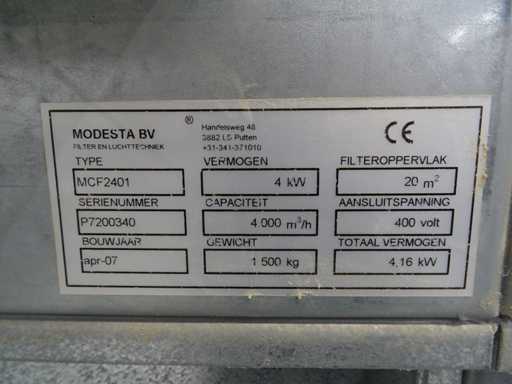 MODESTA BV ®
FILTER EN LUCHTTECHNIEK
Handelsweg 48
3882 LS Putten
+31-341-371010
CE
TYPE VERMOGEN FILTEROPPERVLAK
MCF2401 4 kW 20 m²
SERIENUMMER CAPACITEIT AANSLUITSPANNING
P7200340 4.000 m³/h 400 volt
BOUWJAAR GEWICHT TOTAAL VERMOGEN
apr-07 1.500 kg 4,16 kW